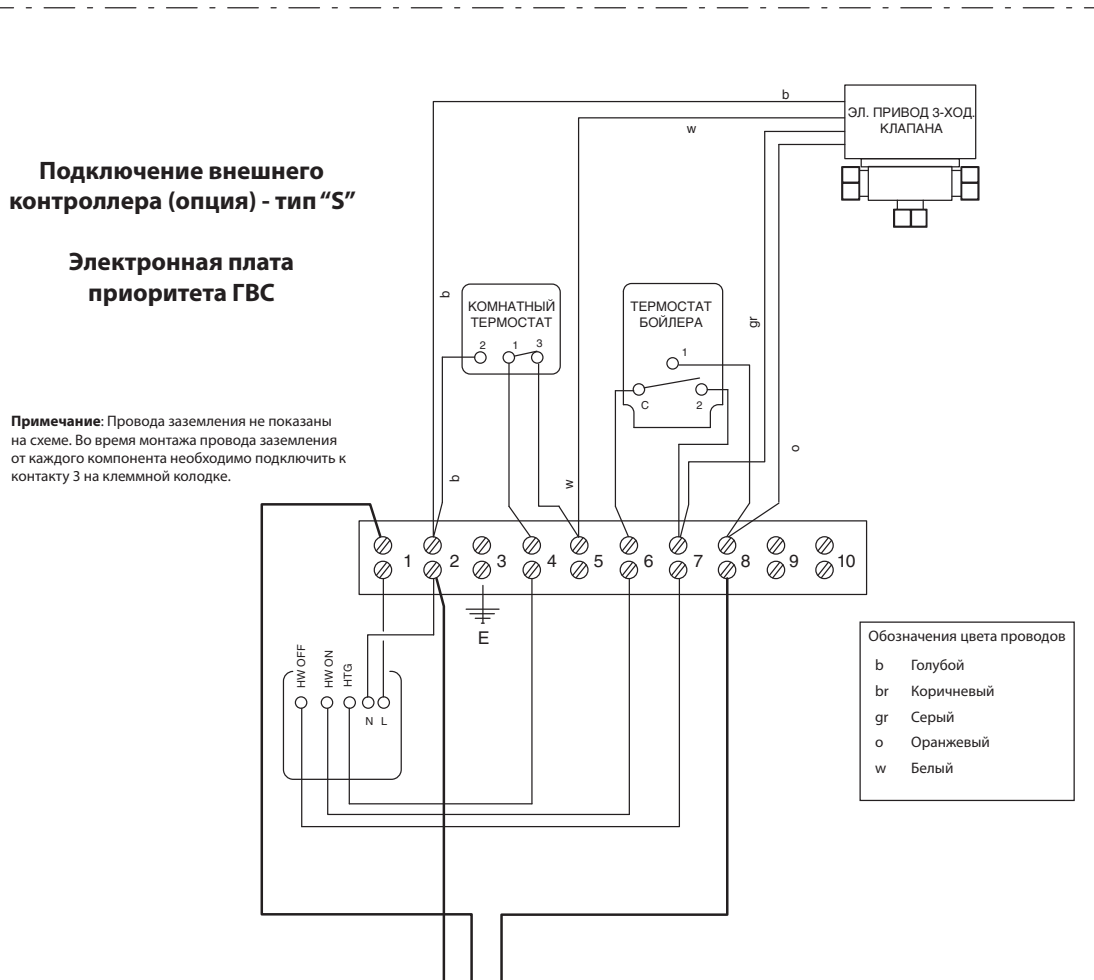 b
ЭЛ. ПРИВОД 3-ХОД.
КЛАПАНА
w
Подключение внешнего
контроллера (опция) - тип “S”
Электронная плата
приоритета ГВС
b
КОМНАТНЫЙ
ТЕРМОСТАТ
2 1 3
ТЕРМОСТАТ
БОЙЛЕРА
1
C 2
gr
o
Примечание: Провода заземления не показаны
на схеме. Во время монтажа провода заземления
от каждого компонента необходимо подключить к
контакту 3 на клеммной колодке.
b
w
1 2 3 4 5 6 7 8 9 10
E
HW OFF
HW ON
HTG
N L
Обозначения цвета проводов
b Голубой
br Коричневый
gr Серый
o Оранжевый
w Белый